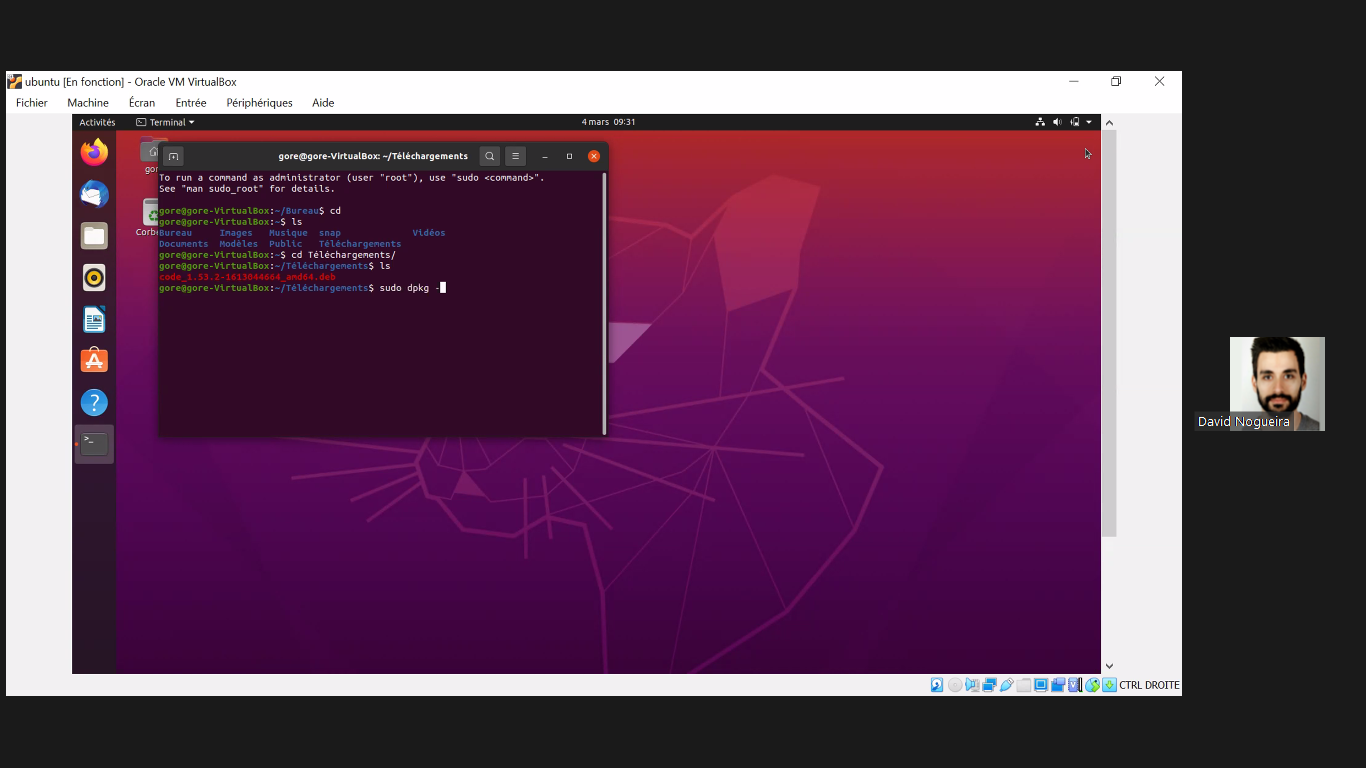 ubuntu [En fonction] - Oracle VM VirtualBox
Fichier Machine Écran Entrée Périphériques Aide
Activités Terminal 4 mars 09:31
gore@gore-VirtualBox: ~/Téléchargements
To run a command as administrator (user "root"), use "sudo <command>".
See "man sudo_root" for details.
gore@gore-VirtualBox:~/Bureau$ cd
gore@gore-VirtualBox:~$ ls
Bureau Images Musique snap Vidéos
Documents Modèles Public Téléchargements
gore@gore-VirtualBox:~$ cd Téléchargements/
gore@gore-VirtualBox:~/Téléchargements$ ls
code_1.53.2-1613044664_amd64.deb
gore@gore-VirtualBox:~/Téléchargements$ sudo dpkg -
David Nogueira
CTRL DROITE